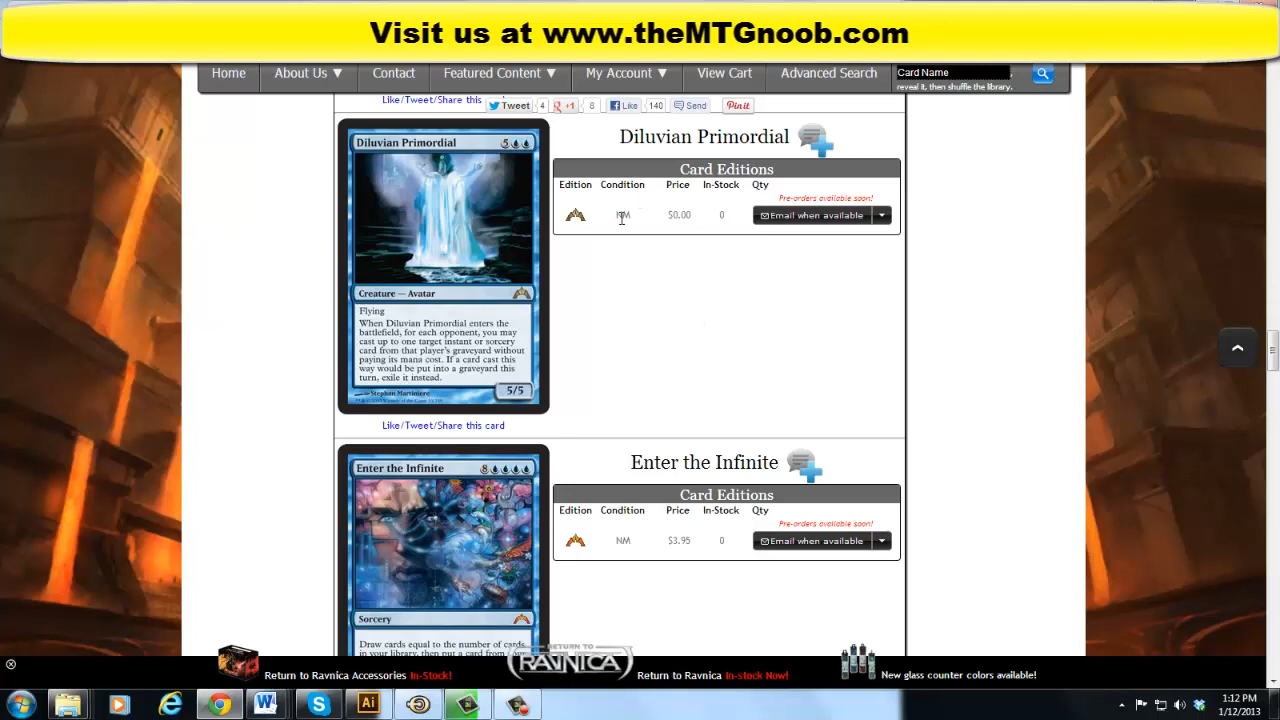 Visit us at www.theMTGnoob.com
Home
About Us ▼
Contact
Featured Content ▼
My Account ▼
View Cart
Advanced Search
Card Name
reveal it, then shuffle the library.
Like/Tweet/Share this
Tweet
4
+1
8
Like
140
Send
Pin it
Diluvian Primordial
5
Creature — Avatar
Flying
When Diluvian Primordial enters the
battlefield, for each opponent, you may
cast up to one target instant or sorcery
card from that player's graveyard without
paying its mana cost. If a card cast this
way would be put into a graveyard this
turn, exile it instead.
Stephan Martiniere
5/5
Like/Tweet/Share this card
Diluvian Primordial
Card Editions
Edition Condition Price In-Stock Qty
Pre-orders available soon!
NM $0.00 0 Email when available
Enter the Infinite
8
Sorcery
Draw cards equal to the number of cards
in your library, then put a card from your
Enter the Infinite
Card Editions
Edition Condition Price In-Stock Qty
Pre-orders available soon!
NM $3.95 0 Email when available
Return to Ravnica Accessories In-Stock!
RETURN TO
RAVNICA
Return to Ravnica In-stock Now!
New glass counter colors available!
1:12 PM
1/12/2013